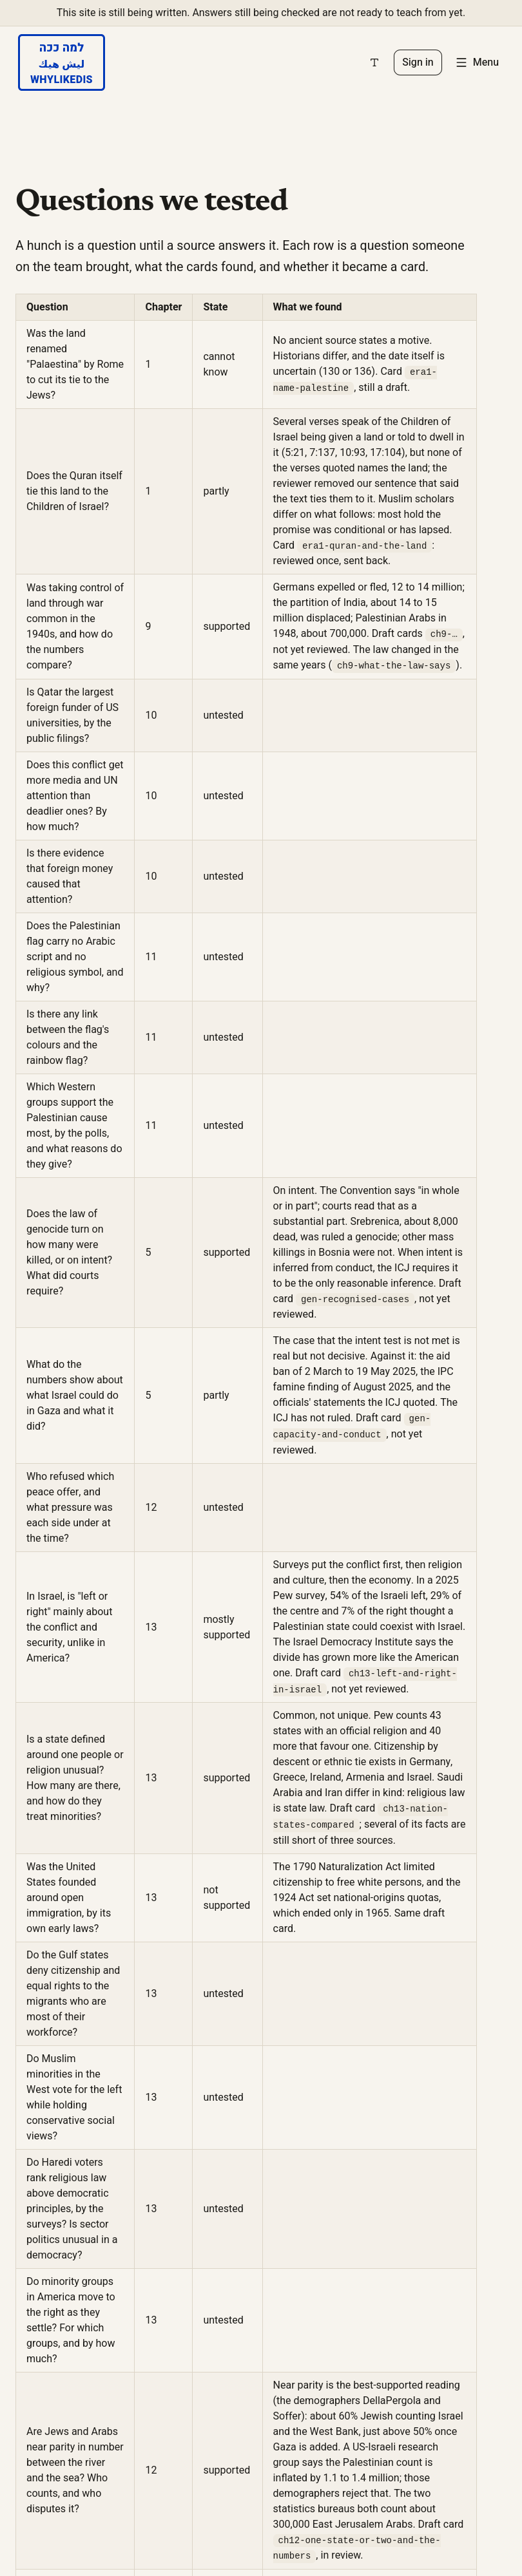 This site is still being written. Answers still being checked are not ready to teach from yet.
למה ככה
ليش هيك
WHYLIKEDIS
T
Sign in
Menu
Questions we tested
A hunch is a question until a source answers it. Each row is a question someone
on the team brought, what the cards found, and whether it became a card.
Question
Chapter
State
What we found
Was the land
renamed
"Palaestina" by Rome
to cut its tie to the
Jews?
1
cannot
know
No ancient source states a motive.
Historians differ, and the date itself is
uncertain (130 or 136). Card era1-
name-palestine , still a draft.
Does the Quran itself
tie this land to the
Children of Israel?
1
partly
Several verses speak of the Children of
Israel being given a land or told to dwell in
it (5:21, 7:137, 10:93, 17:104), but none of
the verses quoted names the land; the
reviewer removed our sentence that said
the text ties them to it. Muslim scholars
differ on what follows: most hold the
promise was conditional or has lapsed.
Card era1-quran-and-the-land :
reviewed once, sent back.
Was taking control of
land through war
common in the
1940s, and how do
the numbers
compare?
9
supported
Germans expelled or fled, 12 to 14 million;
the partition of India, about 14 to 15
million displaced; Palestinian Arabs in
1948, about 700,000. Draft cards ch9-… ,
not yet reviewed. The law changed in the
same years ( ch9-what-the-law-says ).
Is Qatar the largest
foreign funder of US
universities, by the
public filings?
10
untested
Does this conflict get
more media and UN
attention than
deadlier ones? By
how much?
10
untested
Is there evidence
that foreign money
caused that
attention?
10
untested
Does the Palestinian
flag carry no Arabic
script and no
religious symbol, and
why?
11
untested
Is there any link
between the flag's
colours and the
rainbow flag?
11
untested
Which Western
groups support the
Palestinian cause
most, by the polls,
and what reasons do
they give?
11
untested
Does the law of
genocide turn on
how many were
killed, or on intent?
What did courts
require?
5
supported
On intent. The Convention says "in whole
or in part"; courts read that as a
substantial part. Srebrenica, about 8,000
dead, was ruled a genocide; other mass
killings in Bosnia were not. When intent is
inferred from conduct, the ICJ requires it
to be the only reasonable inference. Draft
card gen-recognised-cases , not yet
reviewed.
What do the
numbers show about
what Israel could do
in Gaza and what it
did?
5
partly
The case that the intent test is not met is
real but not decisive. Against it: the aid
ban of 2 March to 19 May 2025, the IPC
famine finding of August 2025, and the
officials' statements the ICJ quoted. The
ICJ has not ruled. Draft card gen-
capacity-and-conduct , not yet
reviewed.
Who refused which
peace offer, and
what pressure was
each side under at
the time?
12
untested
In Israel, is "left or
right" mainly about
the conflict and
security, unlike in
America?
13
mostly
supported
Surveys put the conflict first, then religion
and culture, then the economy. In a 2025
Pew survey, 54% of the Israeli left, 29% of
the centre and 7% of the right thought a
Palestinian state could coexist with Israel.
The Israel Democracy Institute says the
divide has grown more like the American
one. Draft card ch13-left-and-right-
in-israel , not yet reviewed.
Is a state defined
around one people or
religion unusual?
How many are there,
and how do they
treat minorities?
13
supported
Common, not unique. Pew counts 43
states with an official religion and 40
more that favour one. Citizenship by
descent or ethnic tie exists in Germany,
Greece, Ireland, Armenia and Israel. Saudi
Arabia and Iran differ in kind: religious law
is state law. Draft card ch13-nation-
states-compared ; several of its facts are
still short of three sources.
Was the United
States founded
around open
immigration, by its
own early laws?
13
not
supported
The 1790 Naturalization Act limited
citizenship to free white persons, and the
1924 Act set national-origins quotas,
which ended only in 1965. Same draft
card.
Do the Gulf states
deny citizenship and
equal rights to the
migrants who are
most of their
workforce?
13
untested
Do Muslim
minorities in the
West vote for the left
while holding
conservative social
views?
13
untested
Do Haredi voters
rank religious law
above democratic
principles, by the
surveys? Is sector
politics unusual in a
democracy?
13
untested
Do minority groups
in America move to
the right as they
settle? For which
groups, and by how
much?
13
untested
Are Jews and Arabs
near parity in number
between the river
and the sea? Who
counts, and who
disputes it?
12
supported
Near parity is the best-supported reading
(the demographers DellaPergola and
Soffer): about 60% Jewish counting Israel
and the West Bank, just above 50% once
Gaza is added. A US-Israeli research
group says the Palestinian count is
inflated by 1.1 to 1.4 million; those
demographers reject that. The two
statistics bureaus both count about
300,000 East Jerusalem Arabs. Draft card
ch12-one-state-or-two-and-the-
numbers , in review.